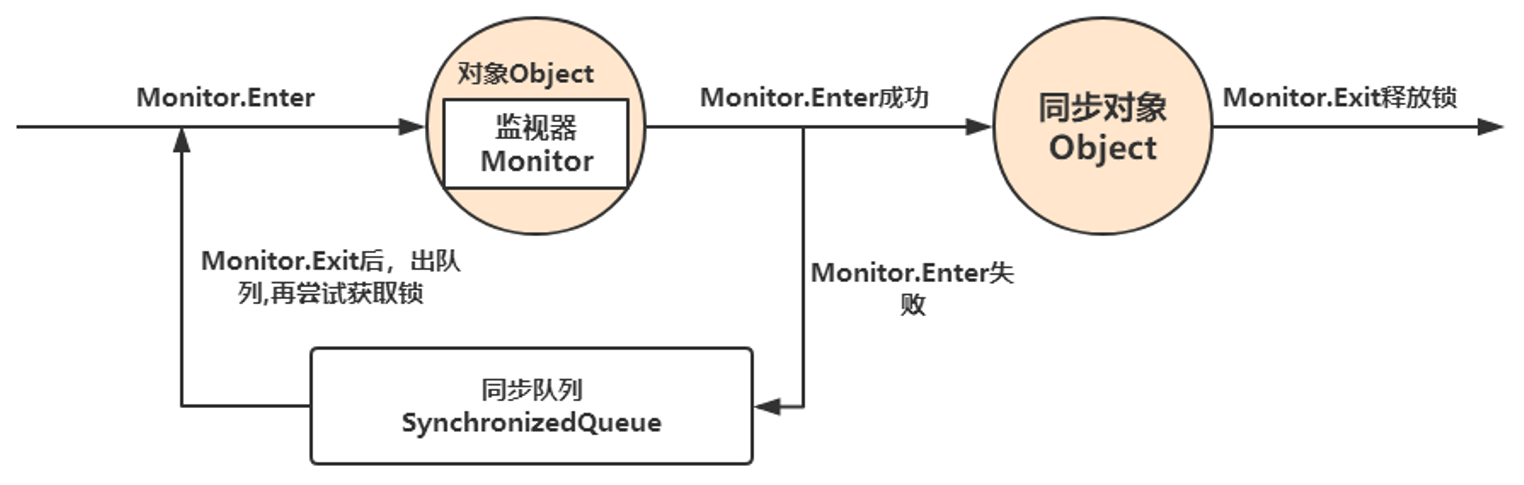 Monitor.Enter
对象Object
监视器
Monitor
Monitor.Enter成功
同步对象
Object
Monitor.Exit释放锁
Monitor.Exit后，出队
列,再尝试获取锁
Monitor.Enter失
败
同步队列
SynchronizedQueue